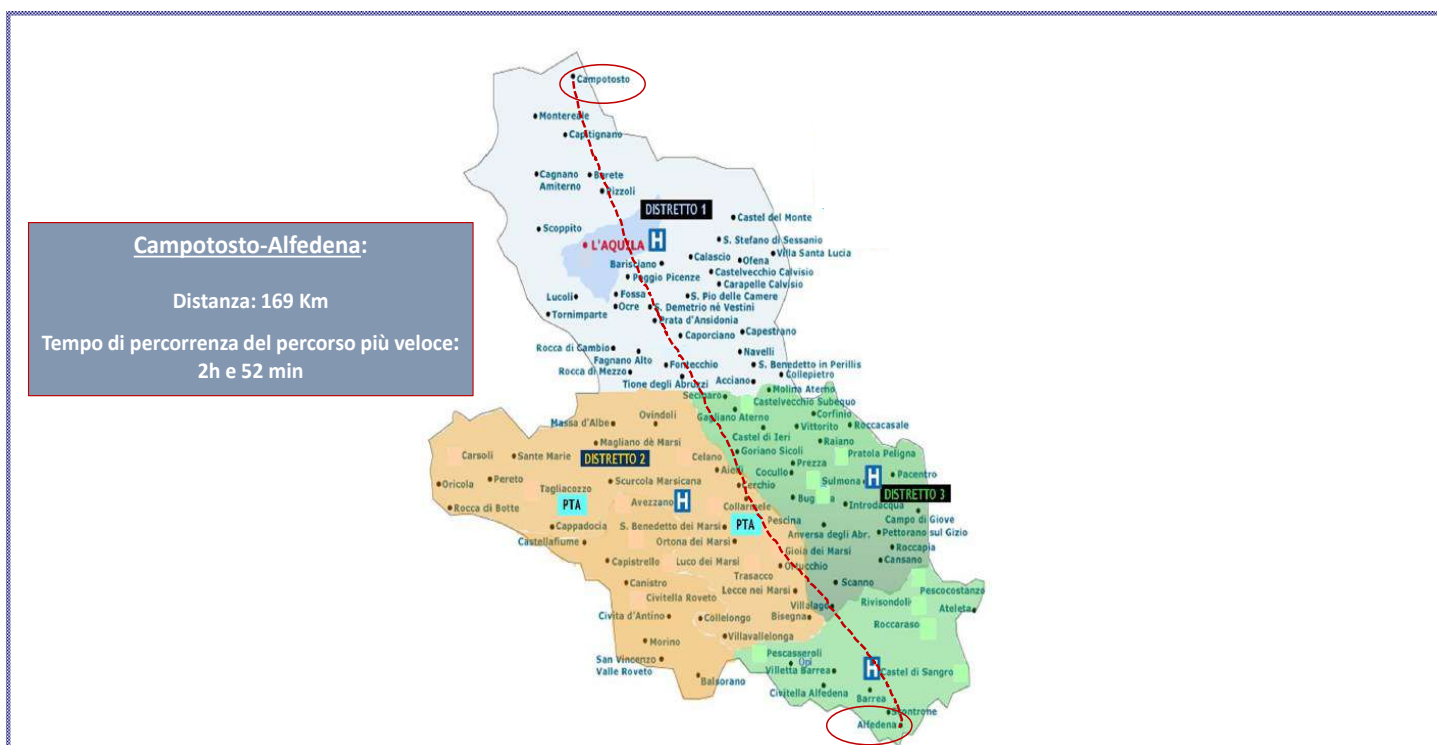 Campotosto
Montereale
Capitignano
Cagnano
Amiterno
Barete
Pizzoli
DISTRETTO 1
Castel del Monte
Scoppito
L'AQUILA
H
S. Stefano di Sessanio
Villa Santa Lucia
Calascio
Ofena
Barisciano
Castelvecchio Calvisio
Poggio Picenze
Carapelle Calvisio
Lucoli
Fossa
S. Pio delle Camere
Ocre
S. Demetrio né Vestini
Tornimparte
Prata d'Ansidonia
Caporciano
Capestrano
Rocca di Cambio
Fagnano Alto
Navelli
Rocca di Mezzo
Fontecchio
S. Benedetto in Perillis
Collepietro
Tione degli Abruzzi
Acciano
Molina Aterno
Campotosto-Alfedena:
Distanza: 169 Km
Tempo di percorrenza del percorso più veloce:
2h e 52 min
Secinaro
Castelvecchio Subequo
Massa d'Albe
Ovindoli
Gagliano Aterno
Corfinio
Vittorito
Roccacasale
Magliano dè Marsi
Castel di Ieri
Raiano
Carsoli
Sante Marie
DISTRETTO 2
Celano
Goriano Sicoli
Pratola Peligna
Aielli
Cocullo
Prezza
Pacentro
Oricola
Pereto
Tagliacozzo
Scurcola Marsicana
Cerchio
Sulmona
H
DISTRETTO 3
Rocca di Botte
PTA
Avezzano
H
Collarmele
Introdacqua
Cappadocia
S. Benedetto dei Marsi
PTA
Pescina
Campo di Giove
Castellafiume
Ortona dei Marsi
Anversa degli Abr.
Pettorano sul Gizio
Gioia dei Marsi
Roccapia
Capistrello
Luco dei Marsi
Ortucchio
Cansano
Canistro
Trasacco
Scanno
Civitella Roveto
Lecce nei Marsi
Pescocostanzo
Villalago
Rivisondoli
Ateleta
Civita d'Antino
Collelongo
Bisegna
Roccaraso
Morino
Villavallelonga
San Vincenzo
Valle Roveto
Pescasseroli
Opi
Villetta Barrea
H
Castel di Sangro
Balsorano
Civitella Alfedena
Barrea
Scontrone
Alfedena